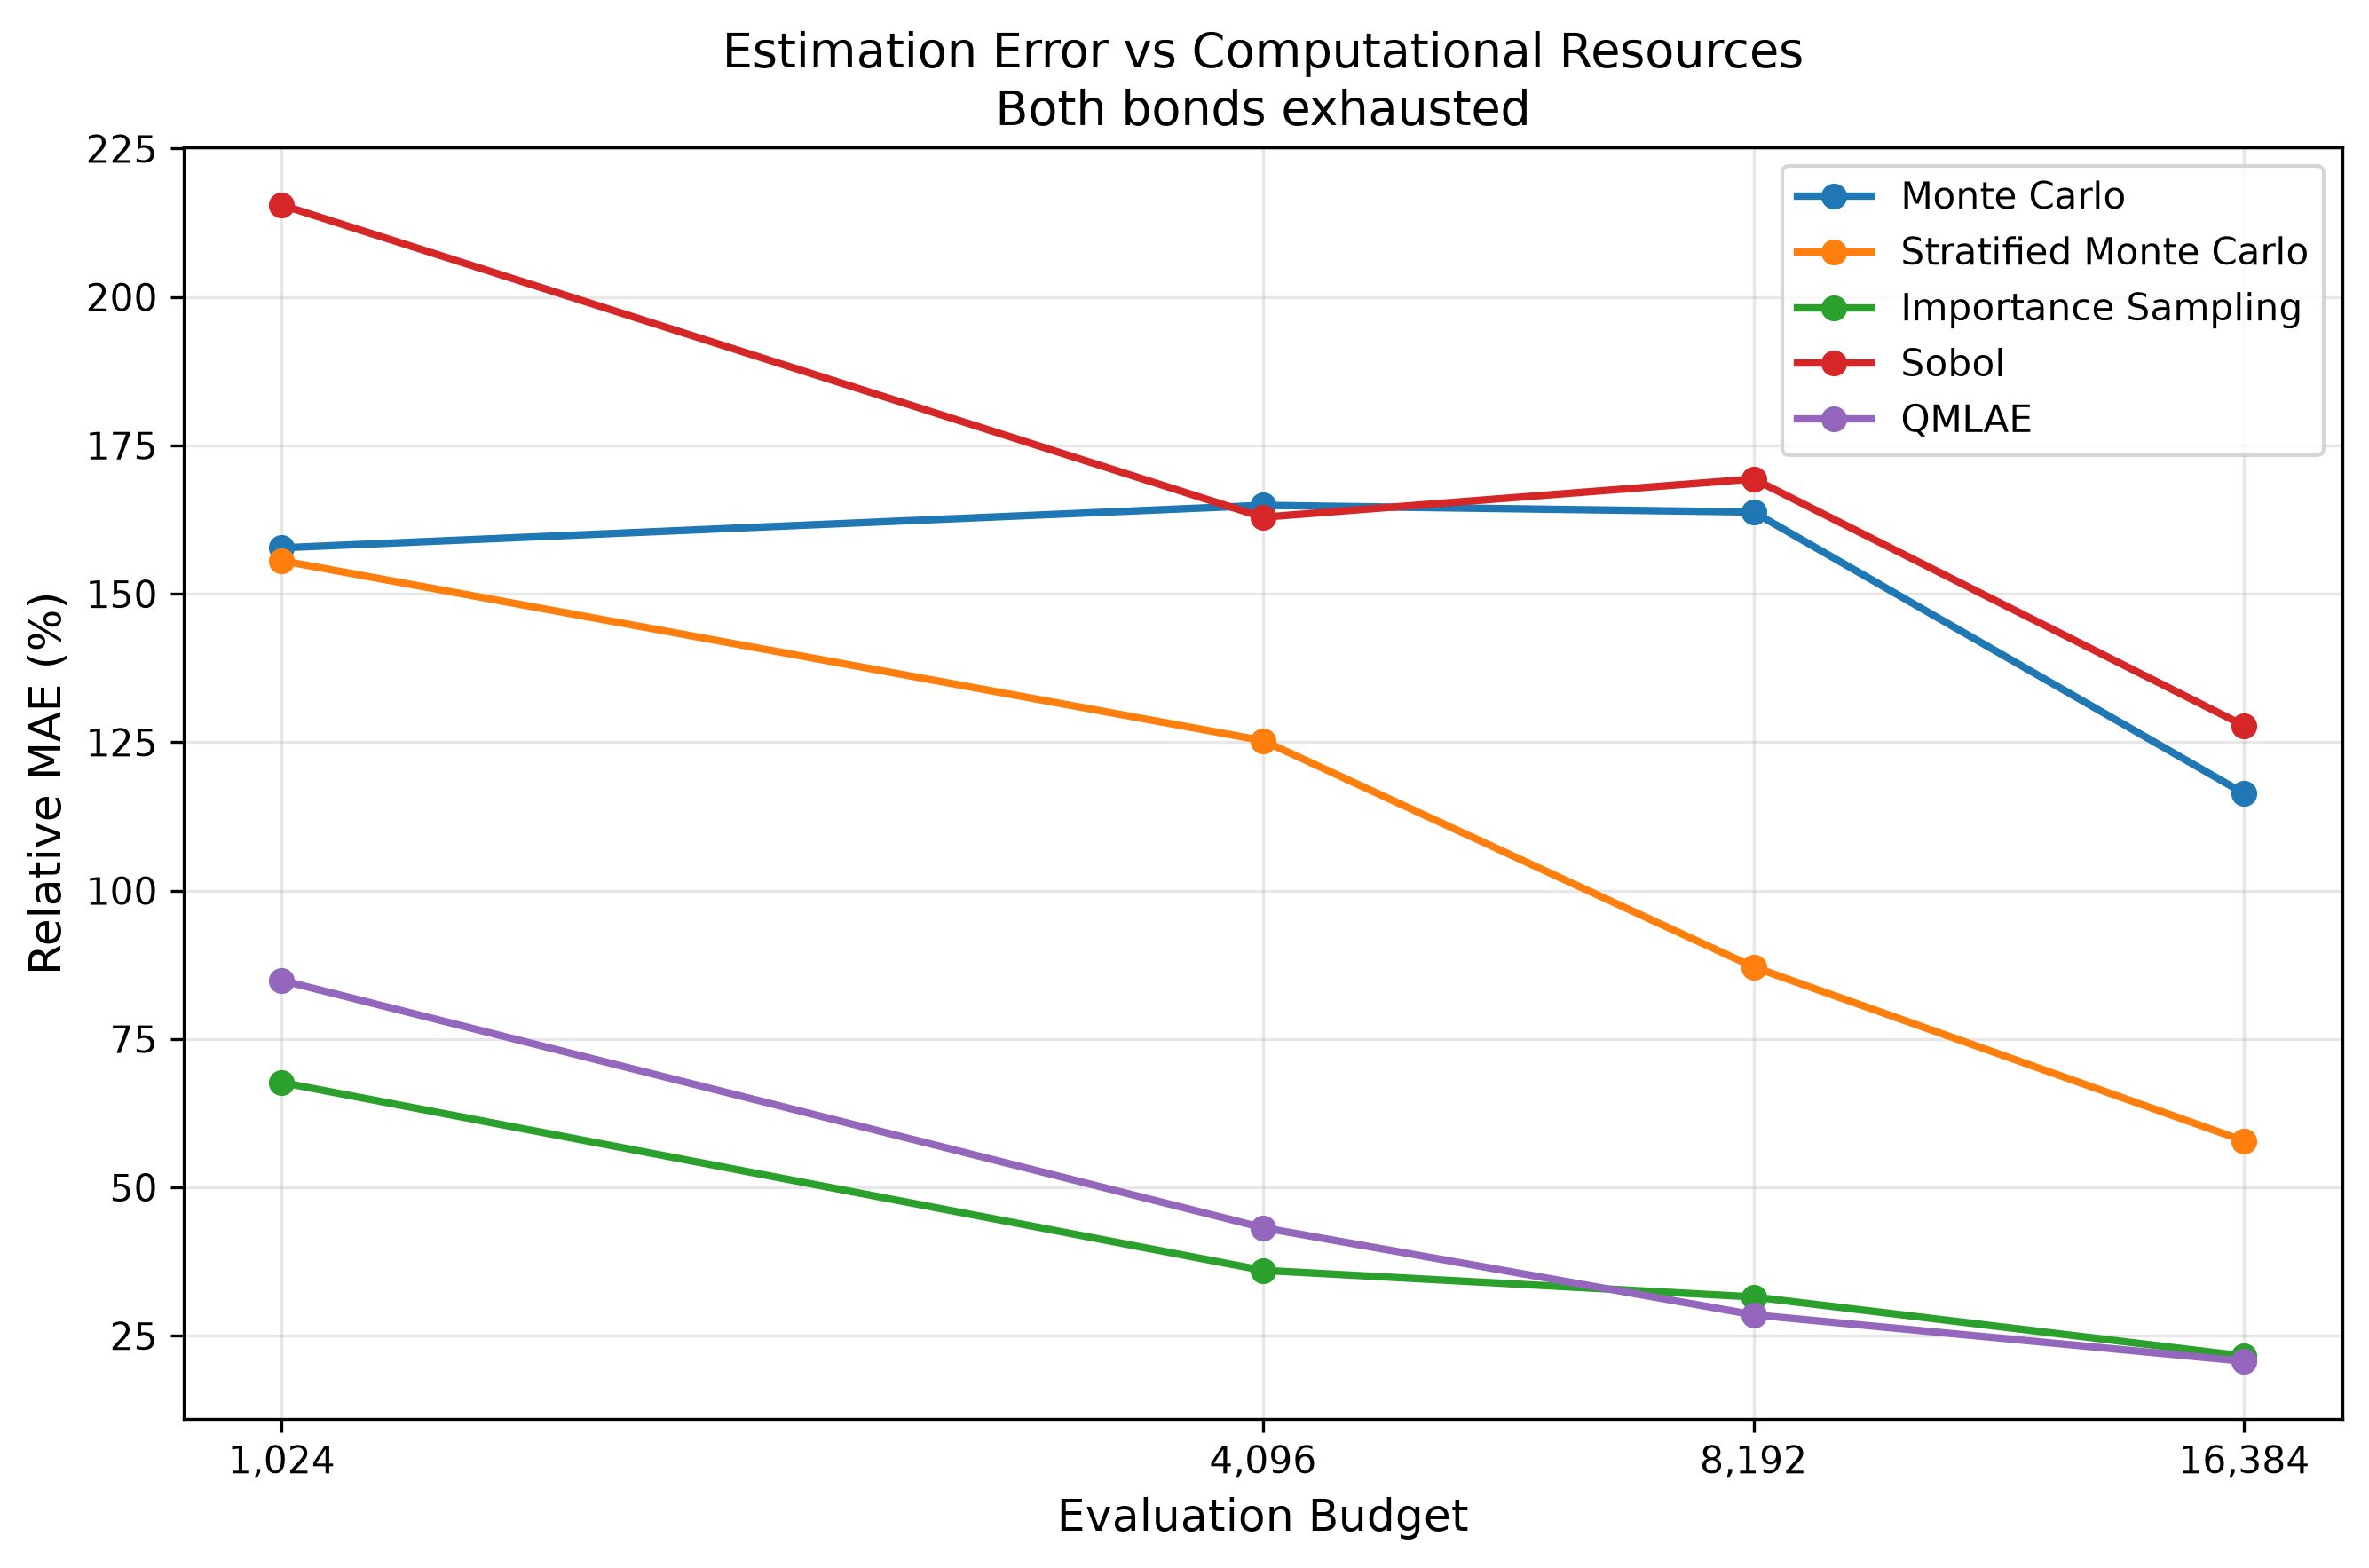 Estimation Error vs Computational Resources
Both bonds exhausted
225
200
175
150
125
100
75
50
25
Relative MAE (%)
Monte Carlo
Stratified Monte Carlo
Importance Sampling
Sobol
QMLAE
1,024
4,096
8,192
16,384
Evaluation Budget